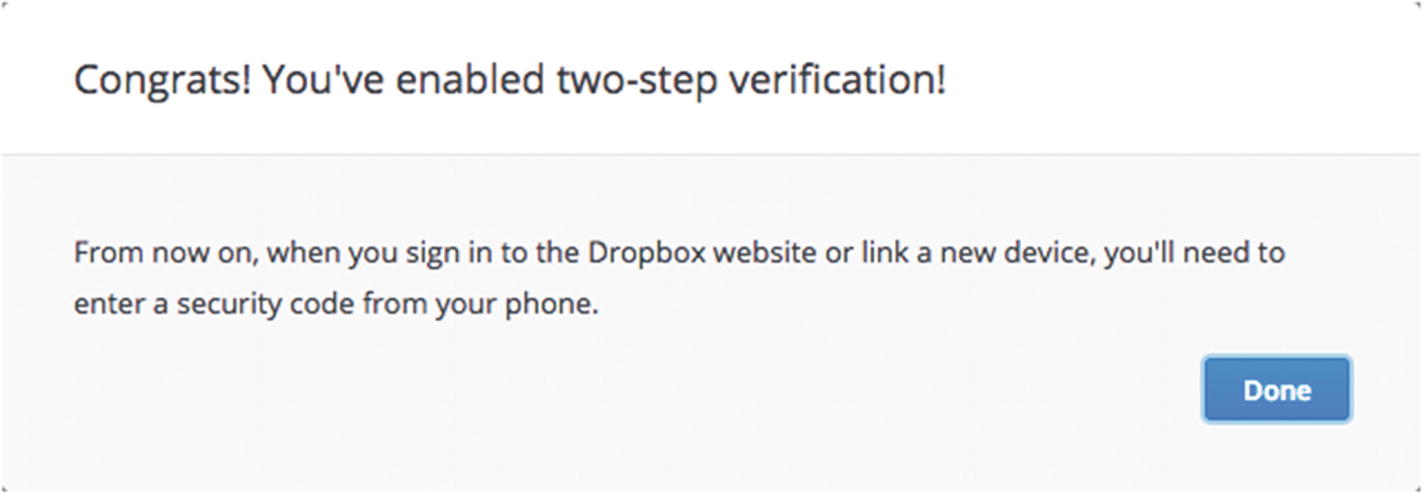 Congrats! You've enabled two-step verification!
From now on, when you sign in to the Dropbox website or link a new device, you'll need to
enter a security code from your phone.
Done